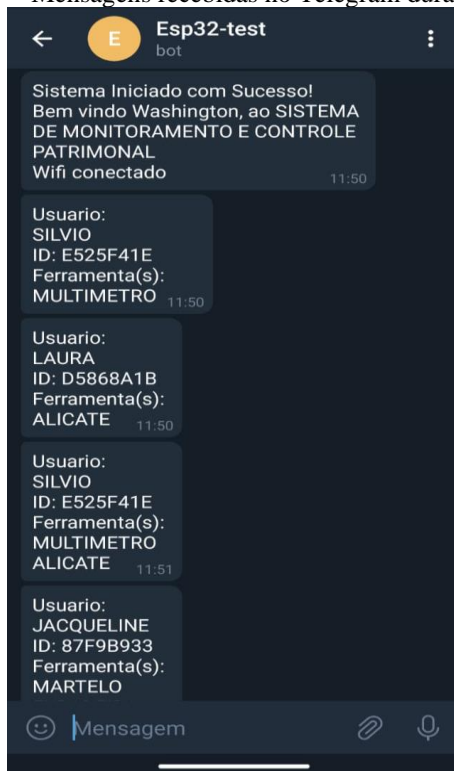 Mensagens recebidas no Telegram dura
Esp32-test
bot
Sistema Iniciado com Sucesso!
Bem vindo Washington, ao SISTEMA
DE MONITORAMENTO E CONTROLE
PATRIMONAL
Wifi conectado
11:50
Usuario:
SILVIO
ID: E525F41E
Ferramenta(s):
MULTIMETRO 11:50
Usuario:
LAURA
ID: D5868A1B
Ferramenta(s):
ALICATE 11:50
Usuario:
SILVIO
ID: E525F41E
Ferramenta(s):
MULTIMETRO
ALICATE 11:51
Usuario:
JACQUELINE
ID: 87F9B933
Ferramenta(s):
MARTELO
Mensagem